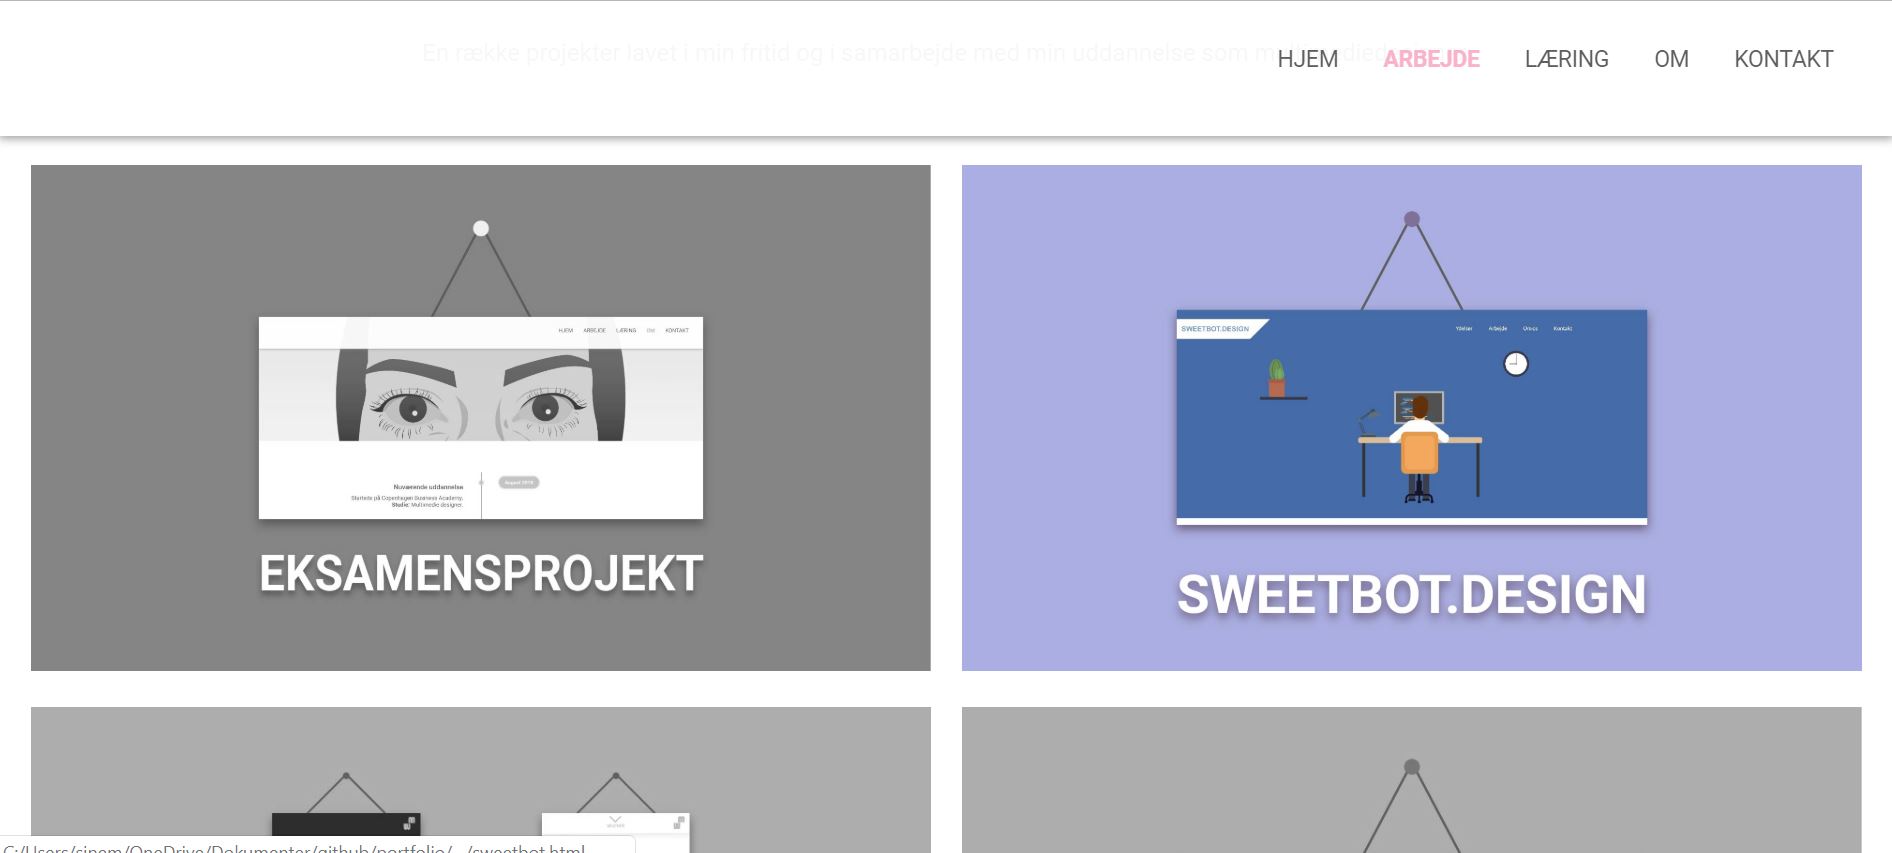 En række projekter lavet i min fritid og i samarbejde med min uddannelse som
HJEM ARBEJDE LÆRING OM KONTAKT
HJEM ARBEJDE LÆRING OM KONTAKT
Nuværende uddannelse
August 2018
Startede på Copenhagen Business Academy.
Studie: Multimedie designer.
EKSAMENSPROJEKT
SWEETBOT.DESIGN
Ydelser Arbejde Om os Kontakt
SWEETBOT.DESIGN
C:/Users/sinem/OneDrive/Dokumenter/github/portfolio/.../sweetbot.html